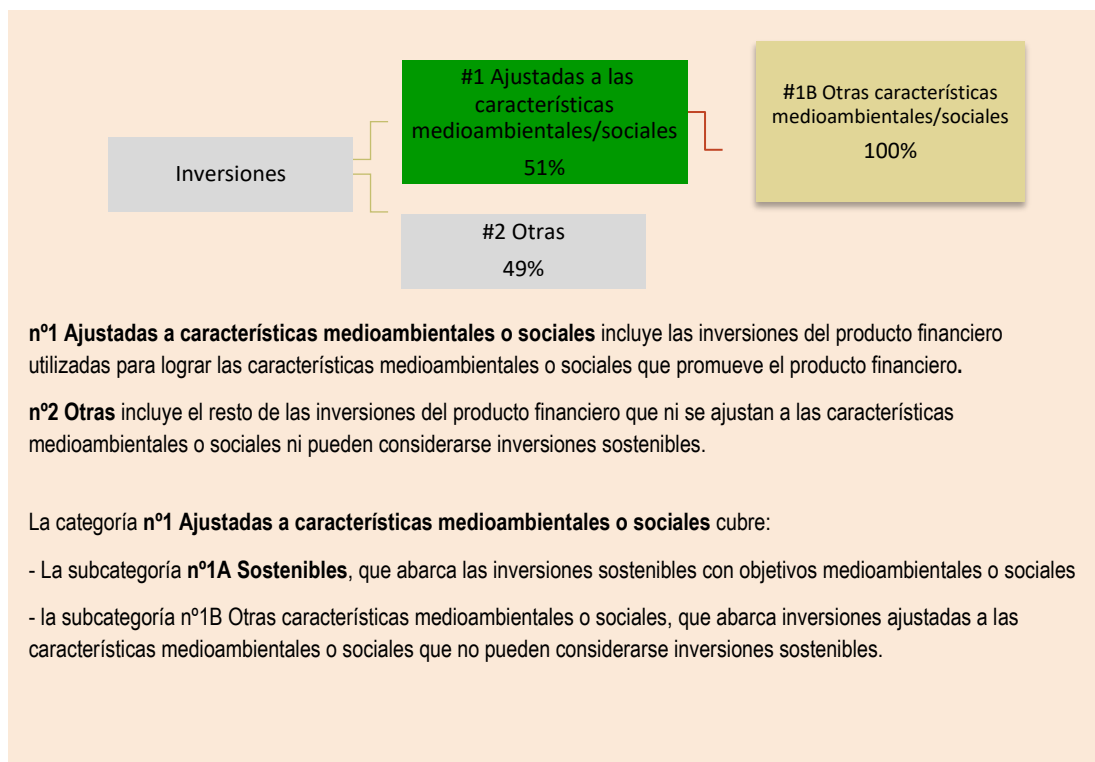 #1 Ajustadas a las
características
medioambientales/sociales
51%
#1B Otras características
medioambientales/sociales
100%
Inversiones
#2 Otras
49%
nº1 Ajustadas a características medioambientales o sociales incluye las inversiones del producto financiero
utilizadas para lograr las características medioambientales o sociales que promueve el producto financiero.
nº2 Otras incluye el resto de las inversiones del producto financiero que ni se ajustan a las características
medioambientales o sociales ni pueden considerarse inversiones sostenibles.
La categoría nº1 Ajustadas a características medioambientales o sociales cubre:
- La subcategoría nº1A Sostenibles, que abarca las inversiones sostenibles con objetivos medioambientales o sociales
- la subcategoría nº1B Otras características medioambientales o sociales, que abarca inversiones ajustadas a las
características medioambientales o sociales que no pueden considerarse inversiones sostenibles.